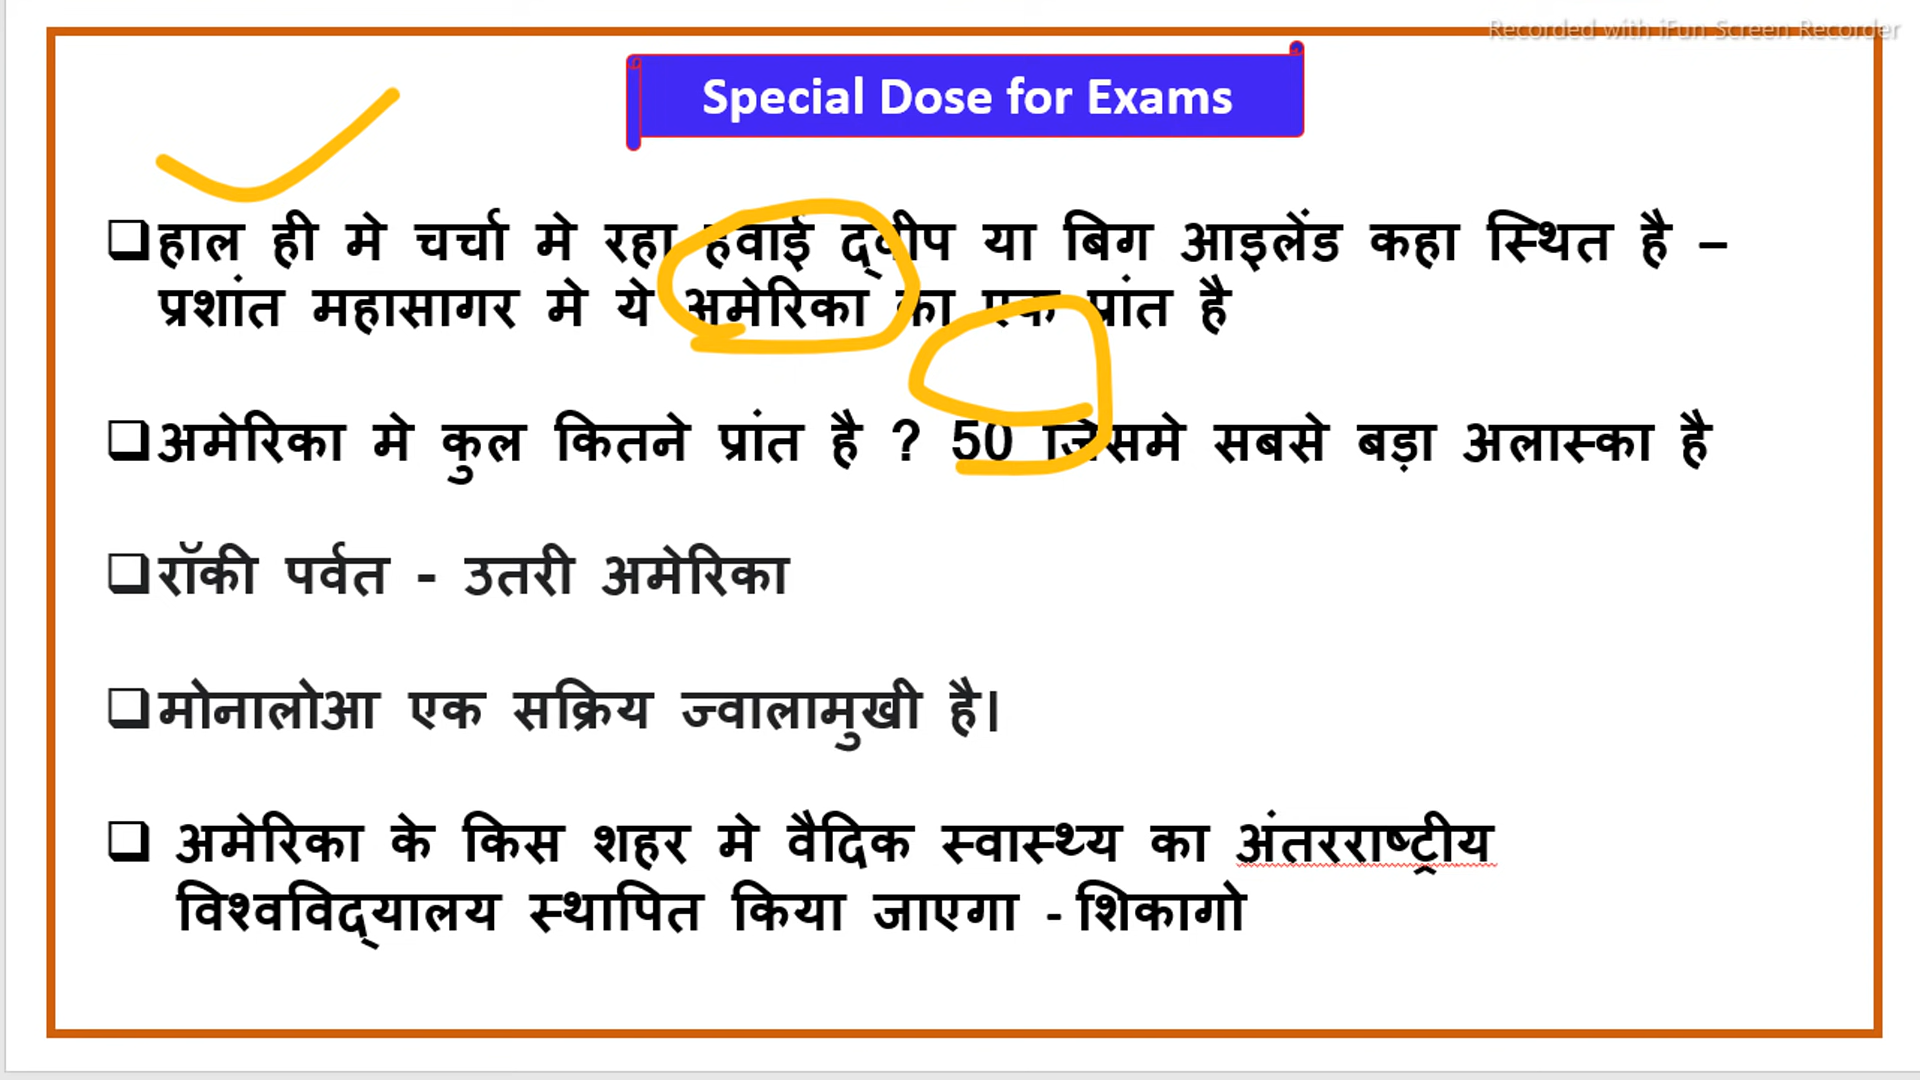 Recorded with iFun Screen Recorder
Special Dose for Exams
हाल ही मे चर्चा मे रहा हवाई द्वीप या बिग आइलेंड कहा स्थित है –
प्रशांत महासागर मे ये अमेरिका का एक प्रांत है
अमेरिका मे कुल कितने प्रांत है ? 50 जिसमे सबसे बड़ा अलास्का है
रॉकी पर्वत - उतरी अमेरिका
मोनालोआ एक सक्रिय ज्वालामुखी है।
अमेरिका के किस शहर मे वैदिक स्वास्थ्य का अंतरराष्ट्रीय
विश्वविद्यालय स्थापित किया जाएगा - शिकागो